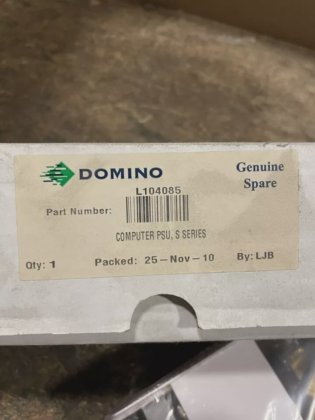 DOMINO
Genuine
Spare
L104085
Part Number:
COMPUTER PSU, S SERIES
Qty: 1 Packed: 25-Nov-10 By: LJB